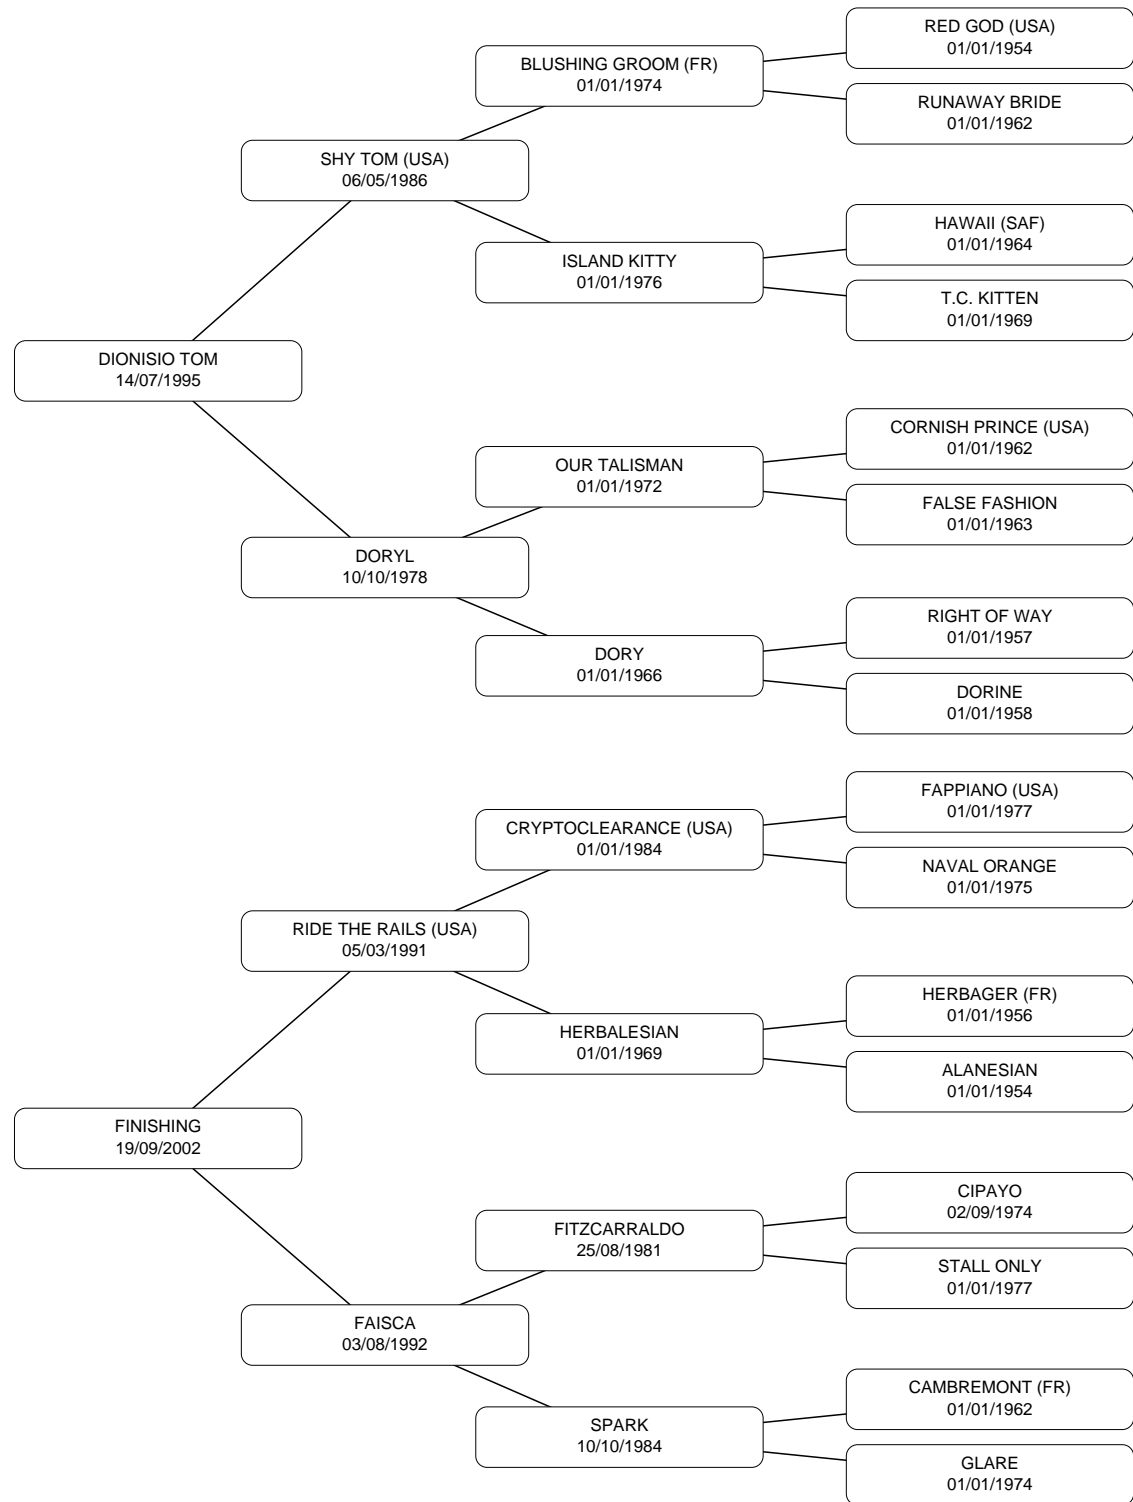 RED GOD (USA)
01/01/1954
BLUSHING GROOM (FR)
01/01/1974
RUNAWAY BRIDE
01/01/1962
SHY TOM (USA)
06/05/1986
HAWAII (SAF)
01/01/1964
ISLAND KITTY
01/01/1976
T.C. KITTEN
01/01/1969
DIONISIO TOM
14/07/1995
CORNISH PRINCE (USA)
01/01/1962
OUR TALISMAN
01/01/1972
FALSE FASHION
01/01/1963
DORYL
10/10/1978
RIGHT OF WAY
01/01/1957
DORY
01/01/1966
DORINE
01/01/1958
FAPPIANO (USA)
01/01/1977
CRYPTOCLEARANCE (USA)
01/01/1984
NAVAL ORANGE
01/01/1975
RIDE THE RAILS (USA)
05/03/1991
HERBAGER (FR)
01/01/1956
HERBALESIAN
01/01/1969
ALANESIAN
01/01/1954
FINISHING
19/09/2002
CIPAYO
02/09/1974
FITZCARRALDO
25/08/1981
STALL ONLY
01/01/1977
FAISCA
03/08/1992
CAMBREMONT (FR)
01/01/1962
SPARK
10/10/1984
GLARE
01/01/1974